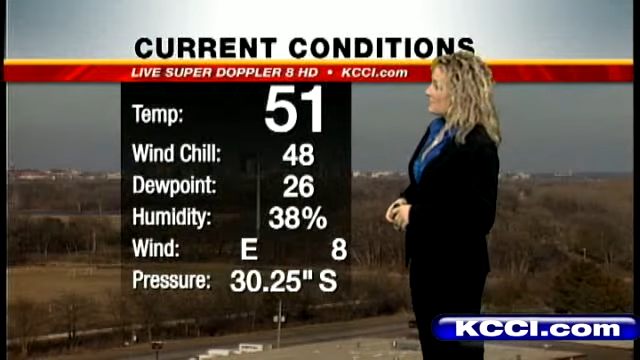 CURRENT CONDITIONS
LIVE SUPER DOPPLER 8 HD • KCCI.com
Temp: 51
Wind Chill: 48
Dewpoint: 26
Humidity: 38%
Wind: E 8
Pressure: 30.25" S
KCCI.com